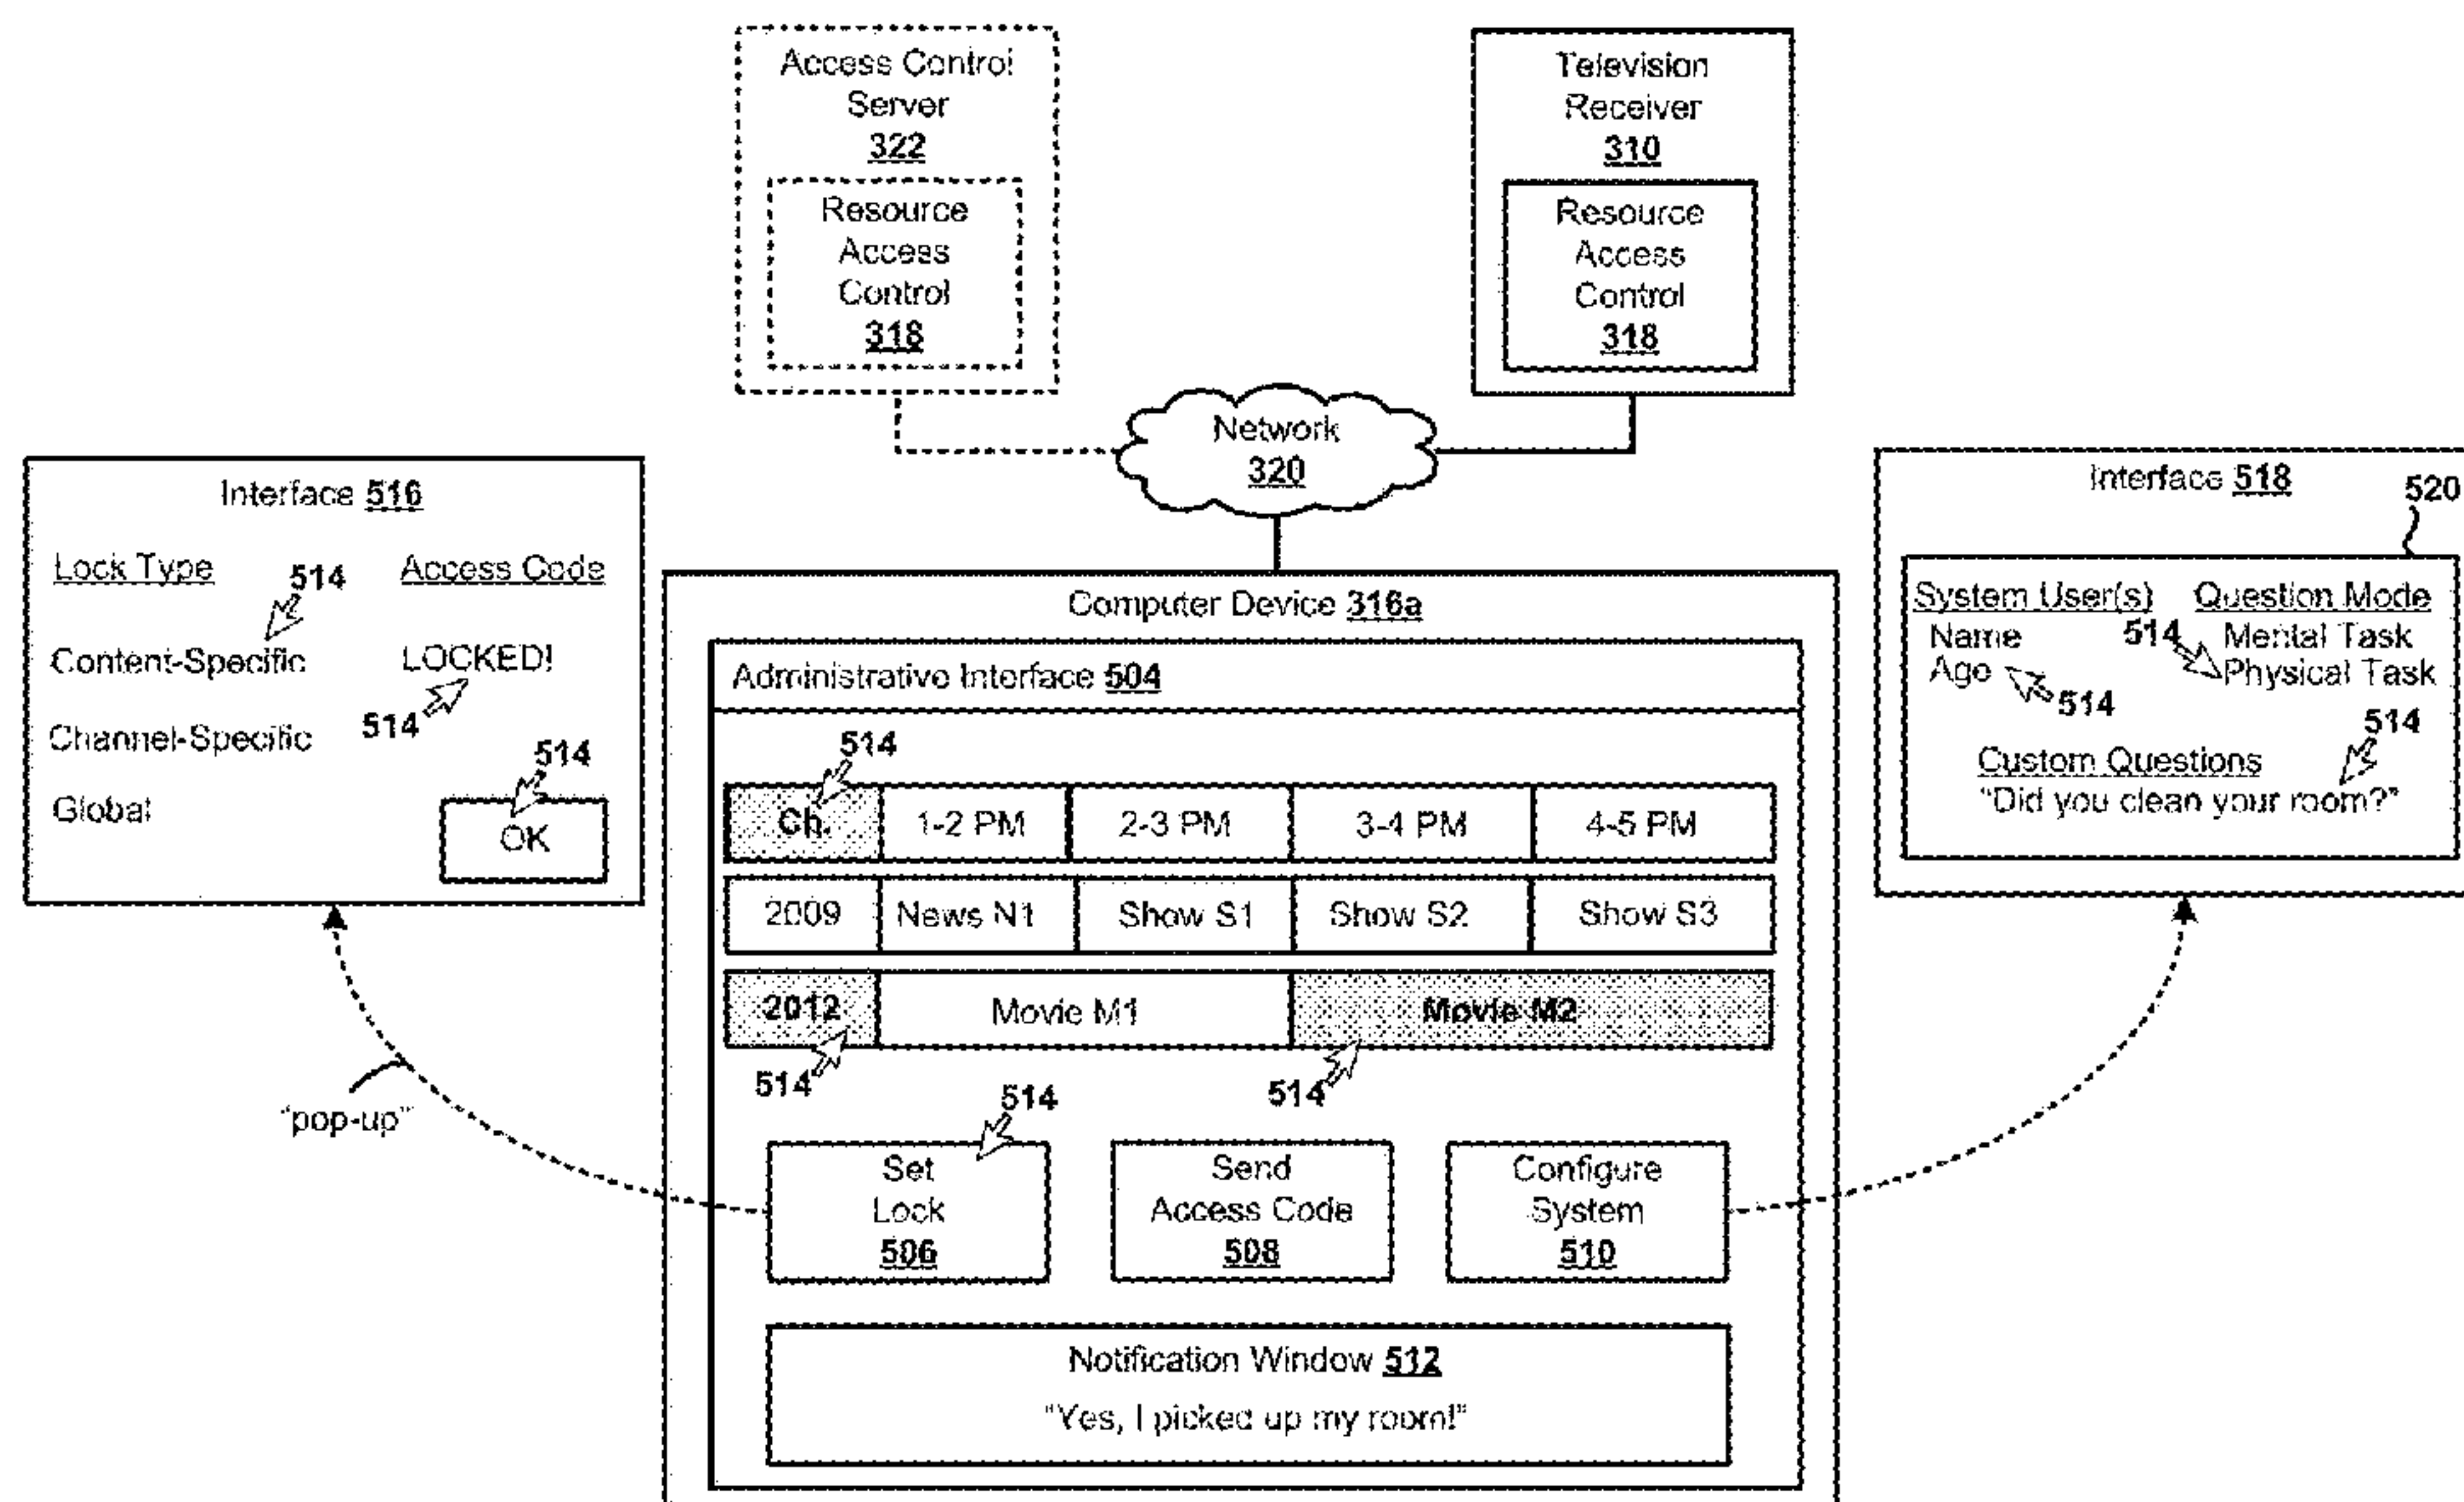 Access Control
Server
322
Resource
Access
Control
318
Television
Receiver
310
Resource
Access
Control
318
Network
320
Interface 516
Lock Type
514
Access Code
Content-Specific
LOCKED!
514
Channel-Specific
514
Global
OK
"pop-up"
Interface 518
520
System User(s)
Question Mode
Name
514
Mental Task
Age
514
Physical Task
514
Custom Questions
"Did you clean your room?"
Computer Device 316a
Administrative Interface 504
514
Ch. 1-2 PM 2-3 PM 3-4 PM 4-5 PM
2009 News N1 Show S1 Show S2 Show S3
2012 Movie M1 Movie M2
514
514
514
Set
Lock
506
Send
Access Code
508
Configure
System
510
Notification Window 512
"Yes, I picked up my room!"